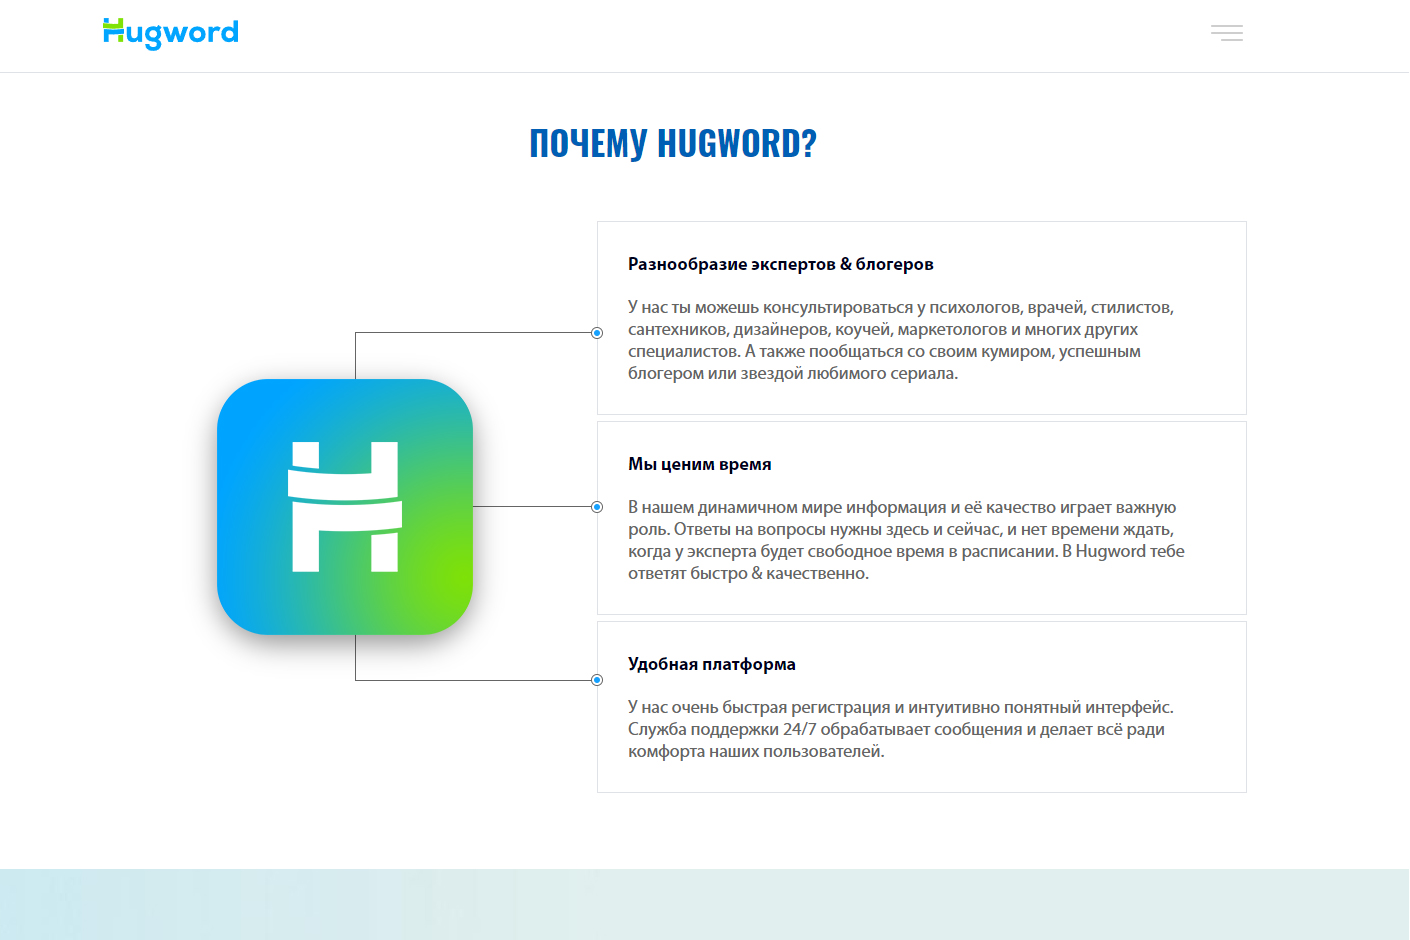 Hugword
ПОЧЕМУ HUGWORD?
Разнообразие экспертов & блогеров
У нас ты можешь консультироваться у психологов, врачей, стилистов,
сантехников, дизайнеров, коучей, маркетологов и многих других
специалистов. А также пообщаться со своим кумиром, успешным
блогером или звездой любимого сериала.
Мы ценим время
В нашем динамичном мире информация и её качество играет важную
роль. Ответы на вопросы нужны здесь и сейчас, и нет времени ждать,
когда у эксперта будет свободное время в расписании. В Hugword тебе
ответят быстро & качественно.
Удобная платформа
У нас очень быстрая регистрация и интуитивно понятный интерфейс.
Служба поддержки 24/7 обрабатывает сообщения и делает всё ради
комфорта наших пользователей.